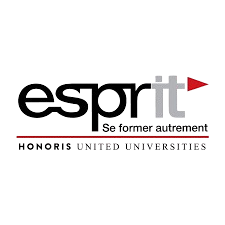 esprit
Se former autrement
HONORIS UNITED UNIVERSITIES